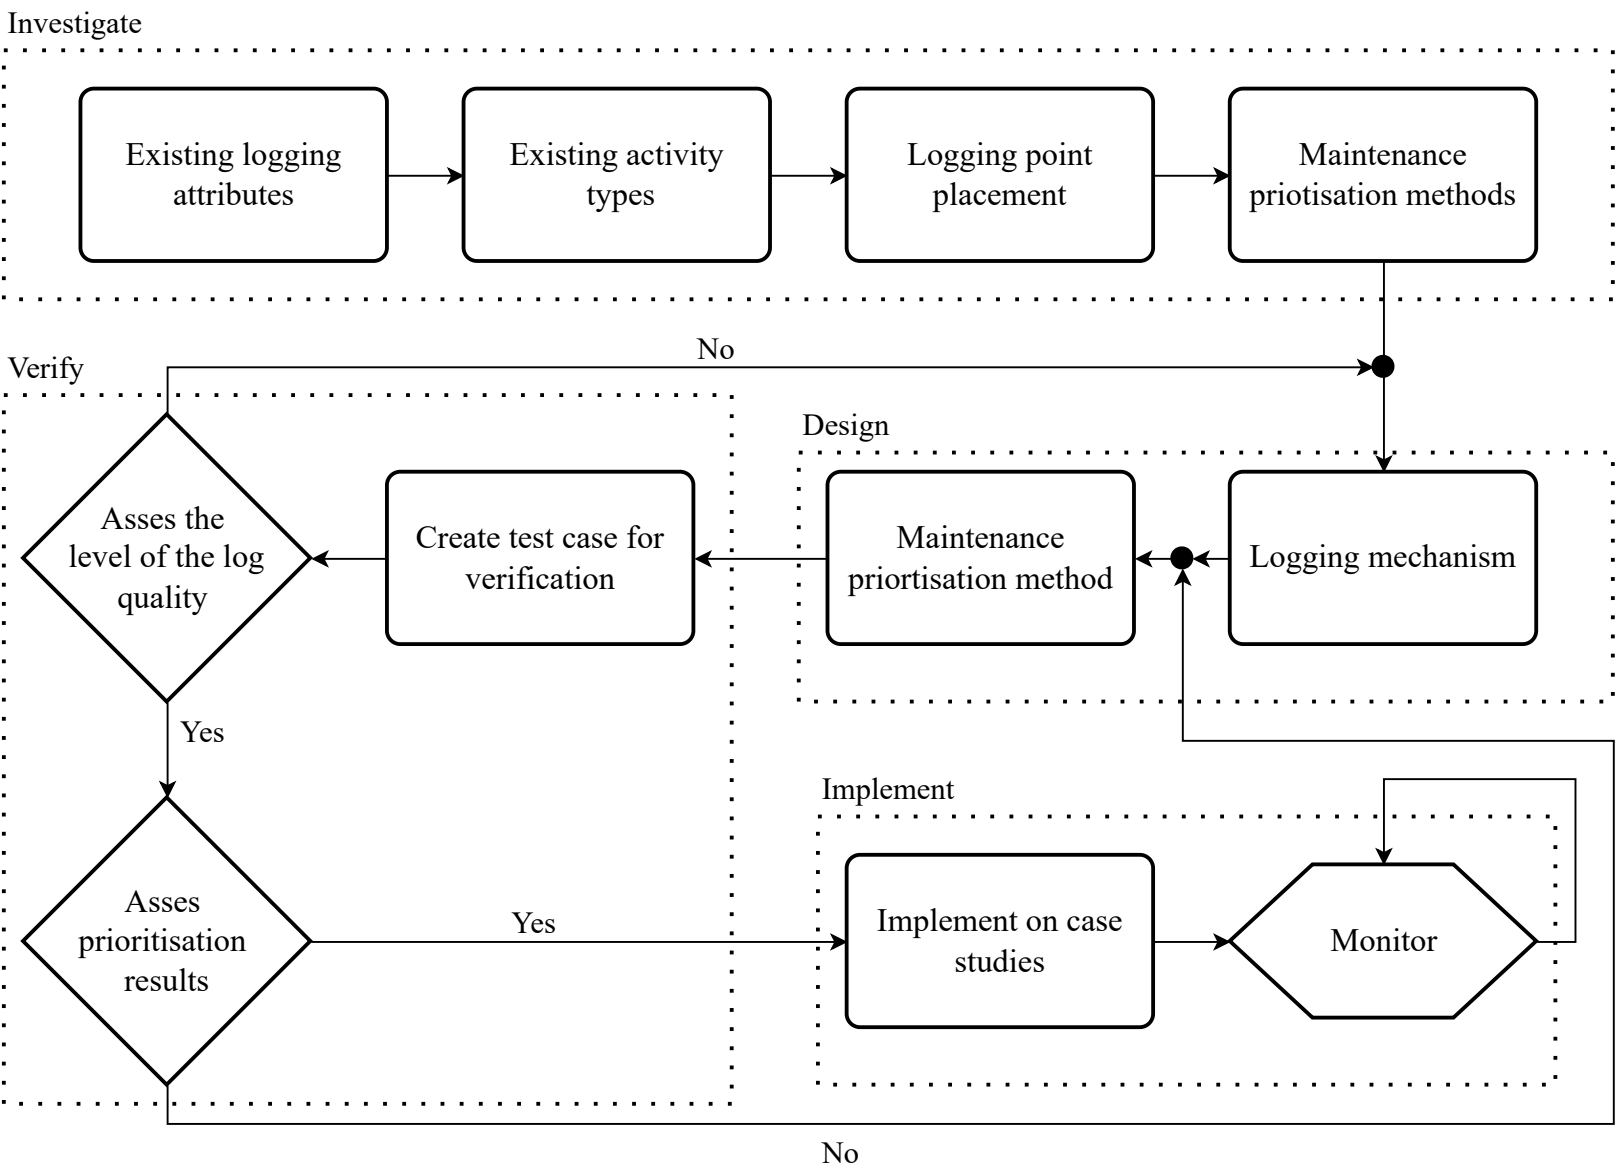 Investigate
Existing logging
attributes
Existing activity
types
Logging point
placement
Maintenance
priotisation methods
No
Verify
Design
Asses the
level of the log
quality
Create test case for
verification
Maintenance
priortisation method
Logging mechanism
Yes
Implement
Asses
prioritisation
results
Yes
Implement on case
studies
Monitor
No